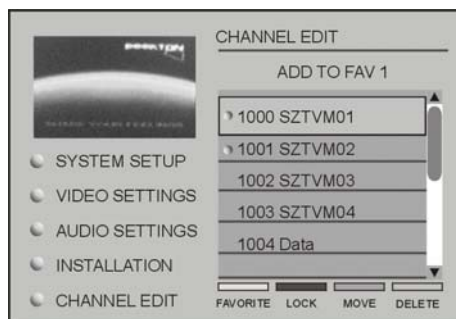 CHANNEL EDIT
ADD TO FAV 1
1000 SZTVM01
1001 SZTVM02
1002 SZTVM03
1003 SZTVM04
1004 Data
SYSTEM SETUP
VIDEO SETTINGS
AUDIO SETTINGS
INSTALLATION
CHANNEL EDIT
FAVORITE LOCK MOVE DELETE